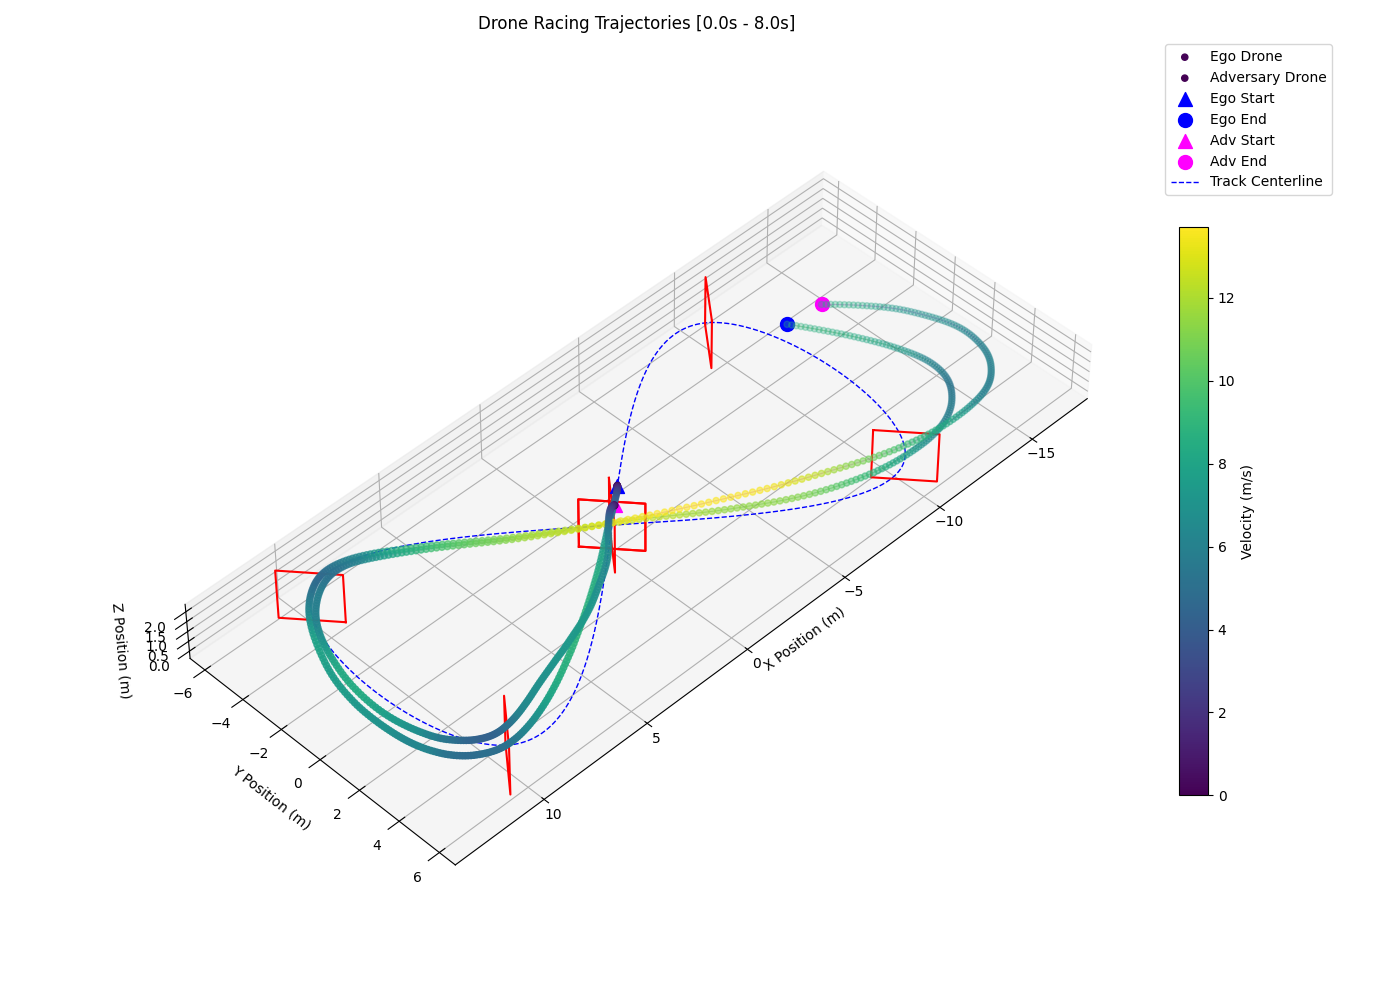 Drone Racing Trajectories [0.0s - 8.0s]
Ego Drone
Adversary Drone
Ego Start
Ego End
Adv Start
Adv End
Track Centerline
12
10
8
6
4
2
0
Velocity (m/s)
−15
−10
−5
0
5
10
X Position (m)
−6
−4
−2
0
2
4
6
Y Position (m)
2.0
1.5
1.0
0.5
0.0
Z Position (m)